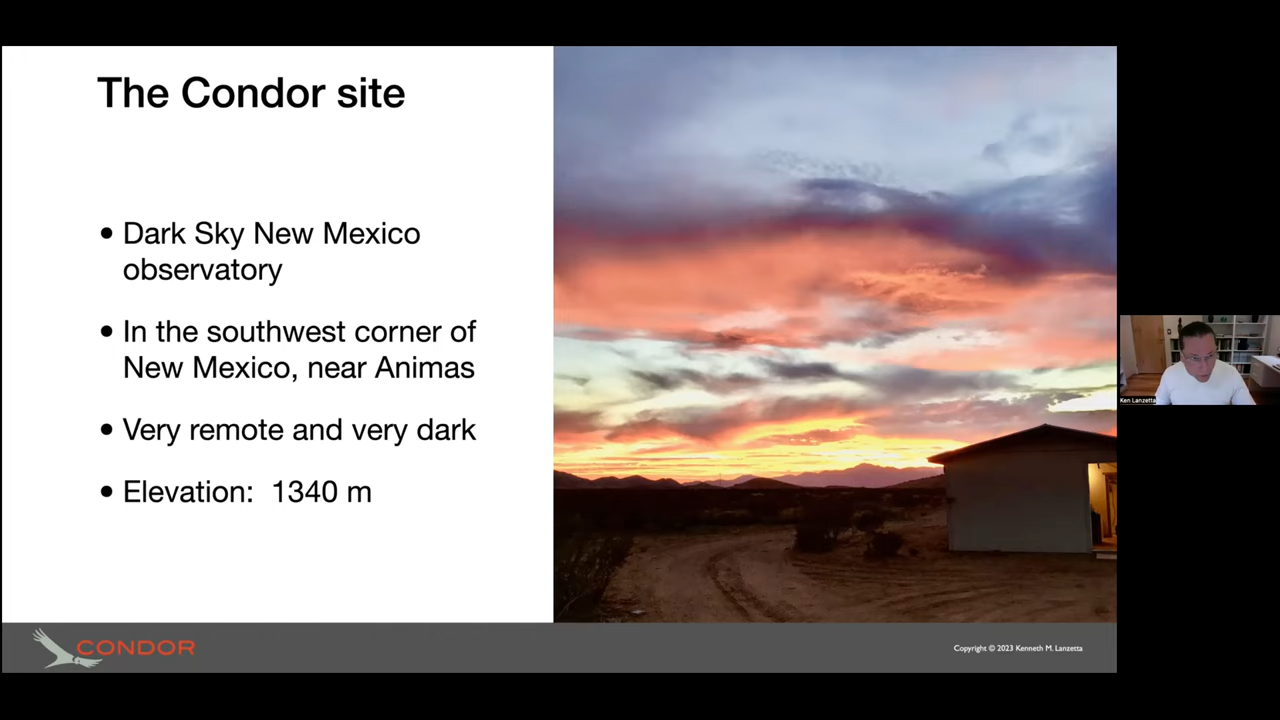 The Condor site
• Dark Sky New Mexico
observatory
• In the southwest corner of
New Mexico, near Animas
• Very remote and very dark
• Elevation:  1340 m
Ken Lanzetta
CONDOR
Copyright © 2023 Kenneth M. Lanzetta